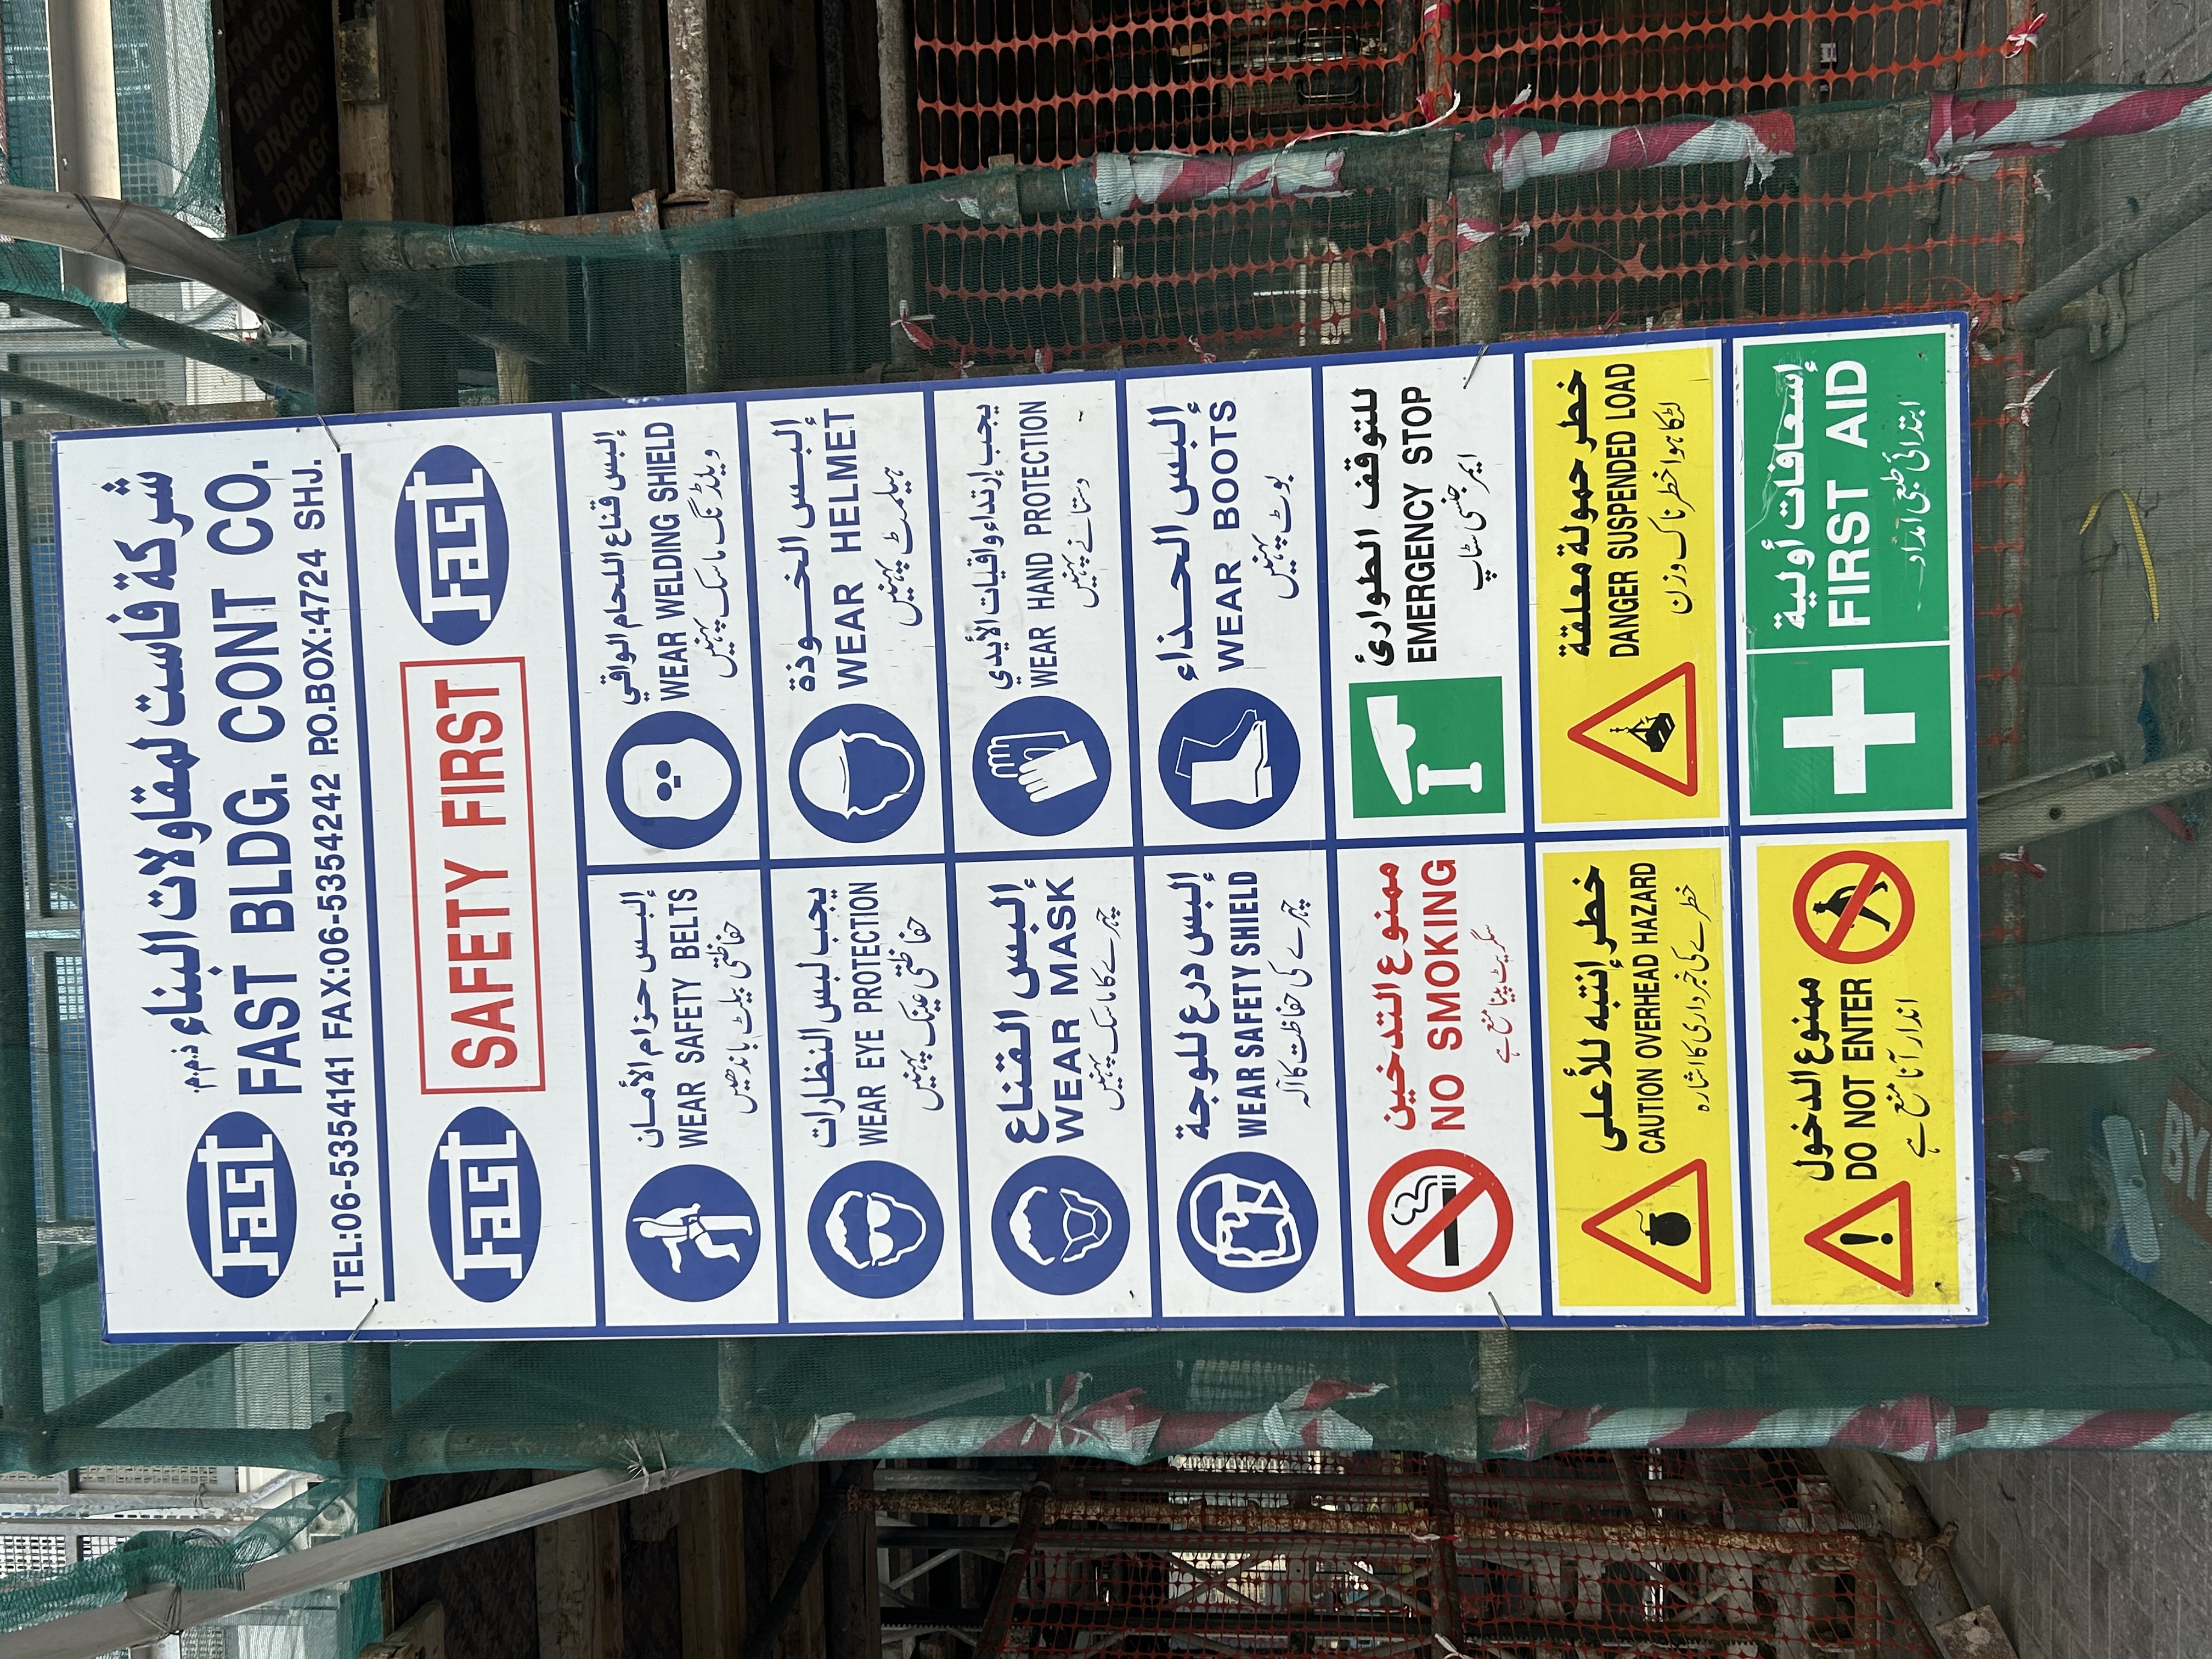 شركة فاست لمقاولات البناء ذ.م.م.
Fast
FAST BLDG. CONT CO.
TEL:06-5354141 FAX:06-5354242 P.O.BOX:4724 SHJ.
Fast
SAFETY FIRST
Fast
إلبس حزام الأمان
WEAR SAFETY BELTS
حفاظتی بیلٹ باندھیں
إلبس قناع اللحام الواقي
WEAR WELDING SHIELD
ویلڈنگ ماسک پہنیں
يجب لبس النظارات
WEAR EYE PROTECTION
حفاظتی عینک پہنیں
إلبس الخوذة
WEAR HELMET
ہیلمٹ پہنیں
إلبس القناع
WEAR MASK
چہرے کا ماسک پہنیں
يجب إرتداء واقيات الأيدي
WEAR HAND PROTECTION
دستانے پہنیں
إلبس درع للوجة
WEAR SAFETY SHIELD
چہرے کی حفاظت کا آلہ
إلبس الحذاء
WEAR BOOTS
بوٹ پہنیں
ممنوع التدخين
NO SMOKING
سگریٹ پینا منع ہے
للتوقف الطوارئ
EMERGENCY STOP
ایمرجنسی سٹاپ
خطر إنتبه للأعلى
CAUTION OVERHEAD HAZARD
خطرے کی خبرداری کا اشارہ
خطر حمولة معلقة
DANGER SUSPENDED LOAD
لٹکا ہوا خطرناک وزن
ممنوع الدخول
DO NOT ENTER
اندار آنا منع ہے
إسعافات أولية
FIRST AID
ابتدائی طبعی امداد
DRAGON